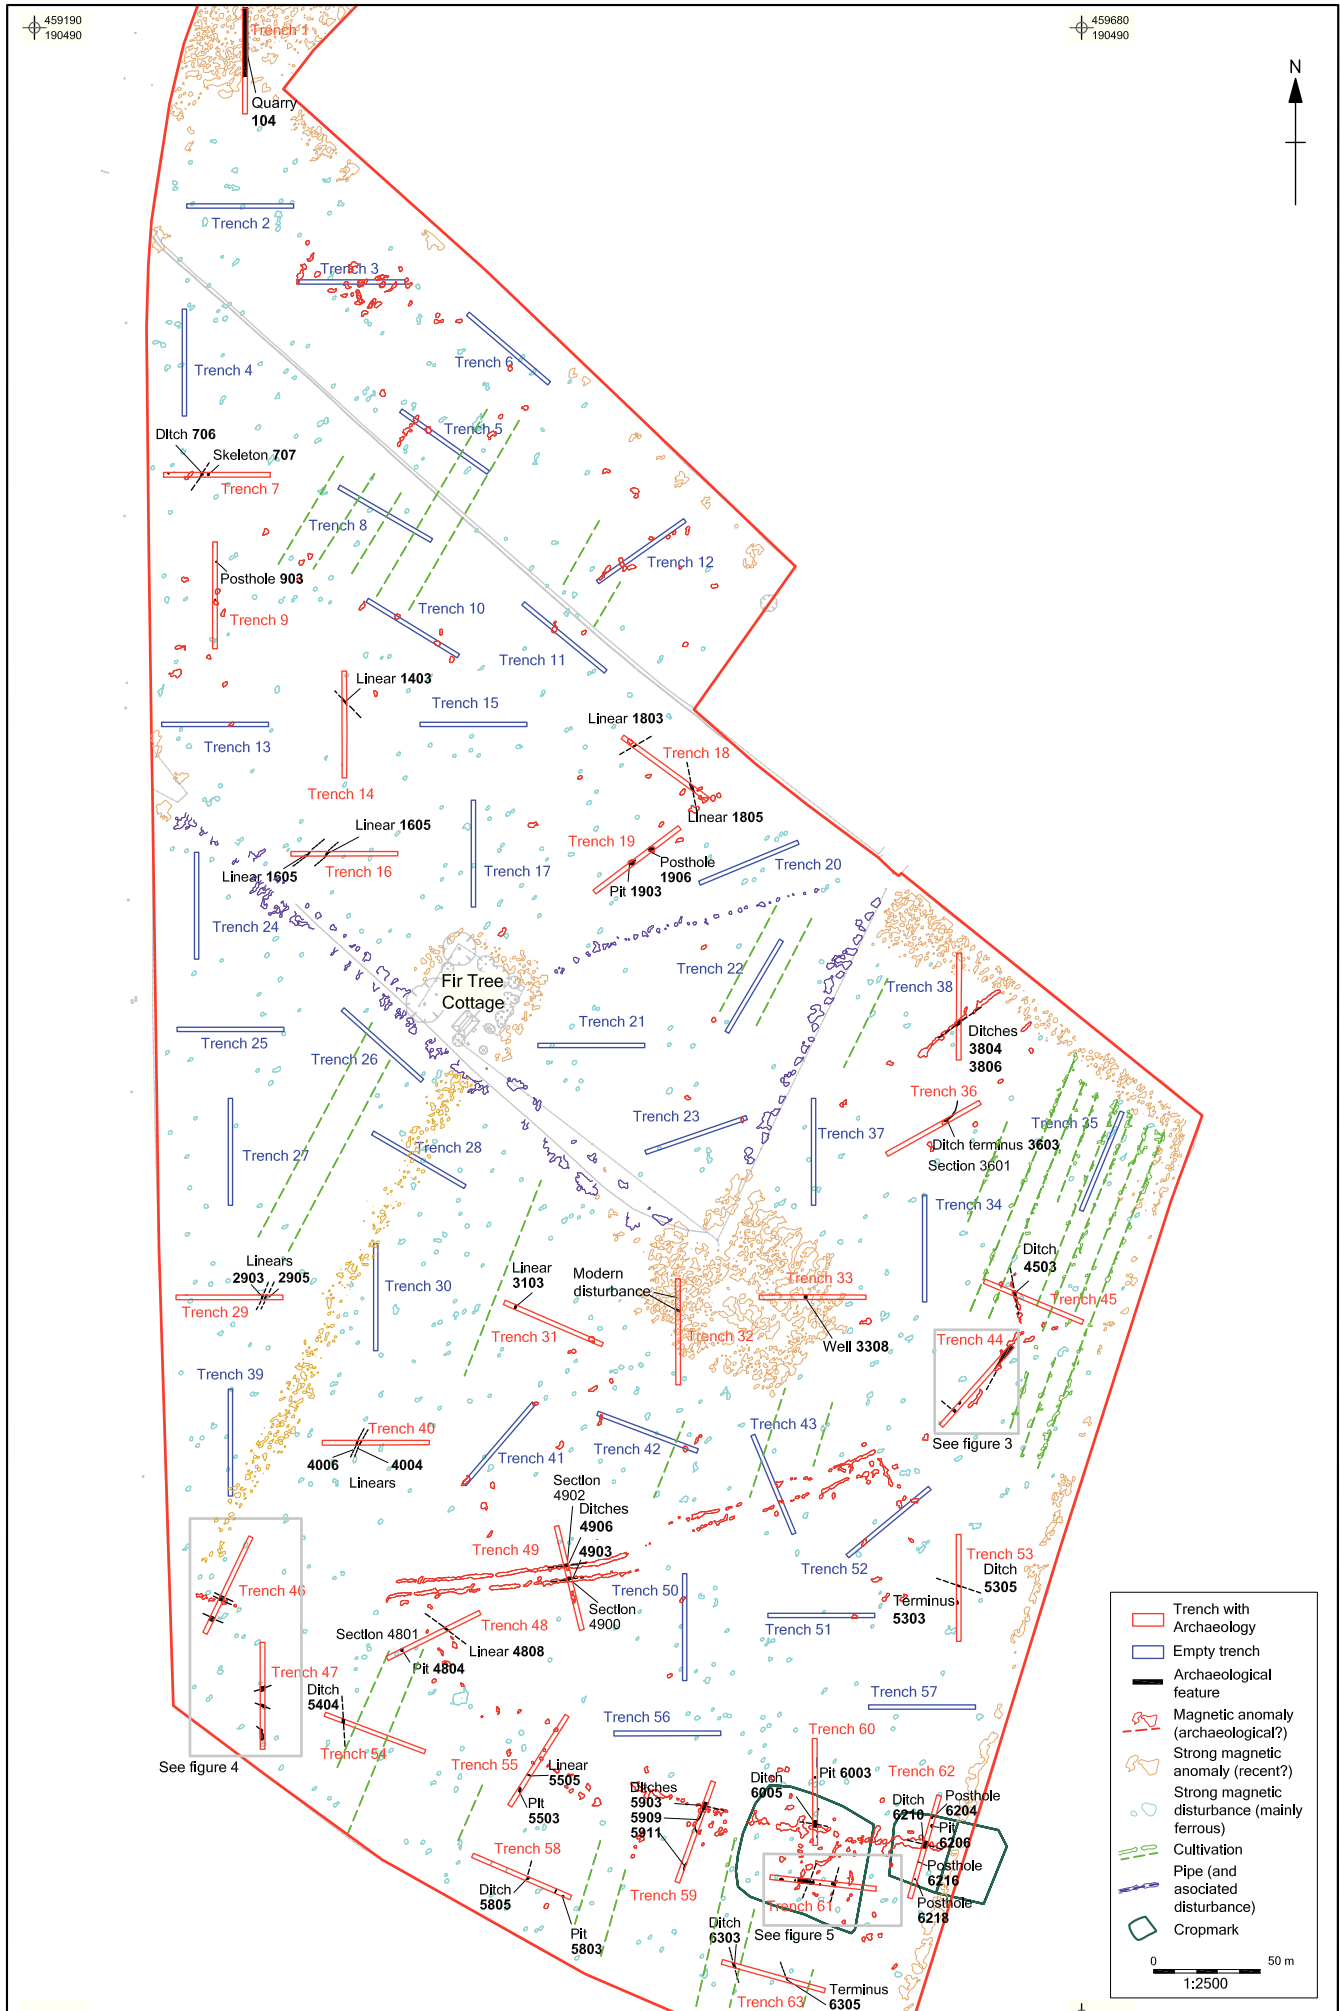 459190
190490
459680
190490
N
Trench 1
Quarry
104
Trench 2
Trench 3
Trench 6
Trench 4
Trench 5
Ditch 706
Skeleton 707
Trench 7
Trench 8
Trench 12
Posthole 903
Trench 9
Trench 10
Trench 11
Linear 1403
Trench 15
Linear 1803
Trench 18
Trench 13
Trench 14
Linear 1805
Linear 1605
Trench 19
Posthole
1906
Trench 20
Linear 1605
Trench 16
Trench 17
Pit 1903
Trench 24
Fir Tree
Cottage
Trench 22
Trench 38
Trench 25
Trench 26
Trench 21
Ditches
3804
3806
Trench 36
Trench 23
Trench 37
Trench 35
Trench 27
Trench 28
Ditch terminus 3603
Section 3601
Trench 34
Linears
2903 2905
Trench 30
Linear
3103
Modern
disturbance
Trench 33
Ditch
4503
Trench 29
Trench 31
Trench 32
Trench 45
Well 3308
Trench 44
Trench 39
Trench 40
Trench 41
Trench 42
Trench 43
See figure 3
4006 4004
Linears
Section
4902
Ditches
4906
4903
Trench 49
Trench 46
Trench 50
Trench 52
Trench 53
Ditch
5305
Terminus
5303
Section
4900
Trench 48
Trench 51
Section 4801
Linear 4808
Pit 4804
Trench 47
Ditch
5404
Trench 57
Trench 54
Trench 56
Trench 60
See figure 4
Trench 55
Linear
5505
Pit
5503
Ditches
5903
5909
5911
Ditch
6005
Pit 6003
Trench 62
Ditch
6210
Posthole
6204
Pit
6206
Trench 58
Posthole
6216
Ditch
5805
Trench 59
Trench 61
Posthole
6218
Pit
5803
Ditch
6303
See figure 5
Trench 63
Terminus
6305
Trench with
Archaeology
Empty trench
Archaeological
feature
Magnetic anomaly
(archaeological?)
Strong magnetic
anomaly (recent?)
Strong magnetic
disturbance (mainly
ferrous)
Cultivation
Pipe (and
asociated
disturbance)
Cropmark
0 50 m
1:2500